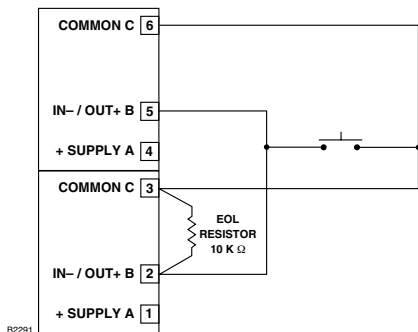 COMMON C 6
IN– / OUT+ B 5
+ SUPPLY A 4
COMMON C 3
EOL
RESISTOR
10 K Ω
IN– / OUT+ B 2
+ SUPPLY A 1
B2291